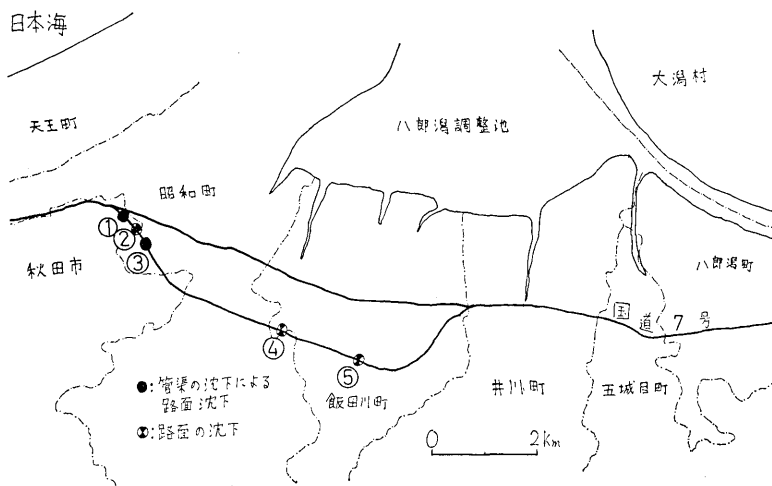 日本海
大潟村
天王町
八郎潟調整池
昭和町
①
②
③
秋田市
八郎潟町
国道7号
④
⑤
●:管渠の沈下による
路面沈下
:路面の沈下
飯田川町
井川町
五城目町
0 2km